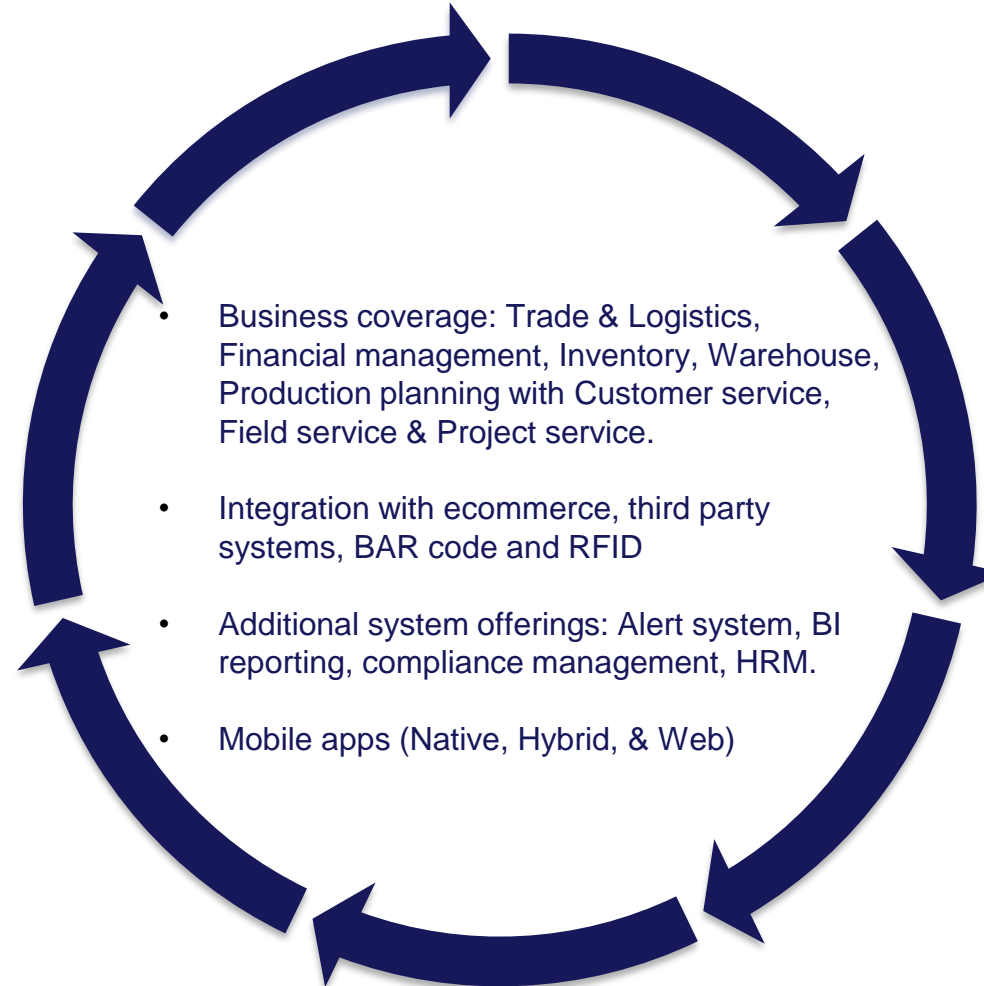 • Business coverage: Trade & Logistics,
Financial management, Inventory, Warehouse,
Production planning with Customer service,
Field service & Project service.
• Integration with ecommerce, third party
systems, BAR code and RFID
• Additional system offerings: Alert system, BI
reporting, compliance management, HRM.
• Mobile apps (Native, Hybrid, & Web)